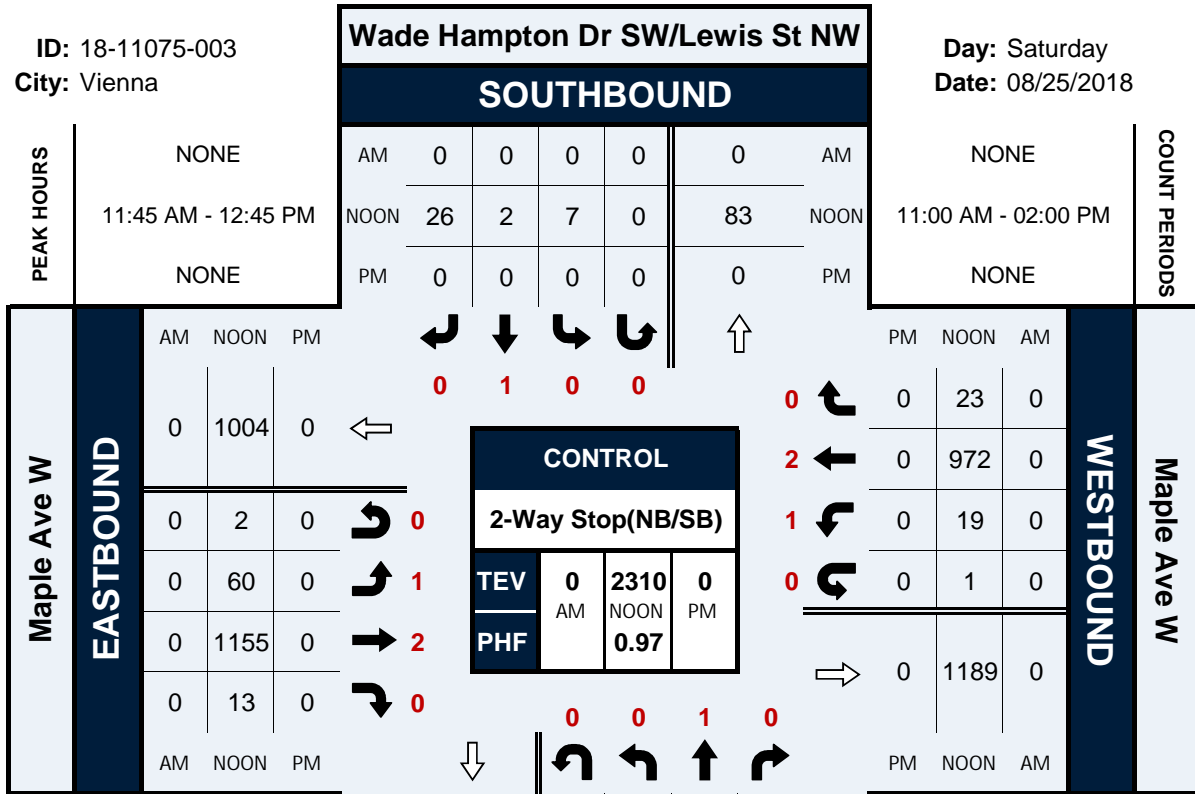 ID: 18-11075-003
City: Vienna
Wade Hampton Dr SW/Lewis St NW
SOUTHBOUND
Day: Saturday
Date: 08/25/2018
PEAK HOURS
NONE
11:45 AM - 12:45 PM
NONE
AM 0 0 0 0 0 AM
NOON 26 2 7 0 83 NOON
PM 0 0 0 0 0 PM
NONE
11:00 AM - 02:00 PM
NONE
COUNT PERIODS
0 1 0 0
Maple Ave W
EASTBOUND
AM NOON PM
0 1004 0
0 2 0 0
0 60 0 1
0 1155 0 2
0 13 0 0
AM NOON PM
CONTROL
2-Way Stop(NB/SB)
TEV 0 2310 0
AM NOON PM
PHF 0.97
PM NOON AM
0 0 23 0
2 0 972 0
1 0 19 0
0 0 1 0
0 1189 0
PM NOON AM
WESTBOUND
Maple Ave W
0 0 1 0